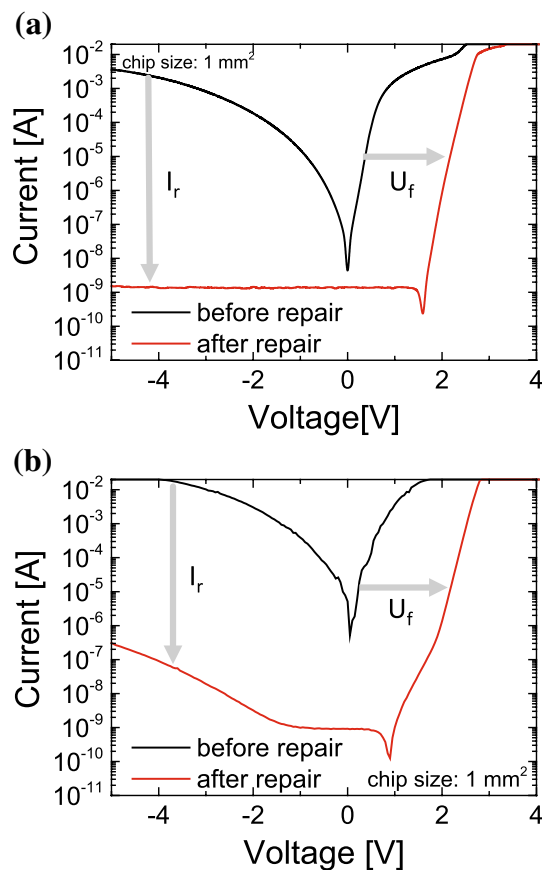 (a)
chip size: 1 mm²
10⁻²
10⁻³
10⁻⁴
10⁻⁵
10⁻⁶
10⁻⁷
10⁻⁸
10⁻⁹
10⁻¹⁰
10⁻¹¹
Current [A]
Iᵣ
U_f
before repair
after repair
-4 -2 0 2 4
Voltage[V]
(b)
10⁻²
10⁻³
10⁻⁴
10⁻⁵
10⁻⁶
10⁻⁷
10⁻⁸
10⁻⁹
10⁻¹⁰
10⁻¹¹
Current [A]
Iᵣ
U_f
before repair
after repair
chip size: 1 mm²
-4 -2 0 2 4
Voltage [V]